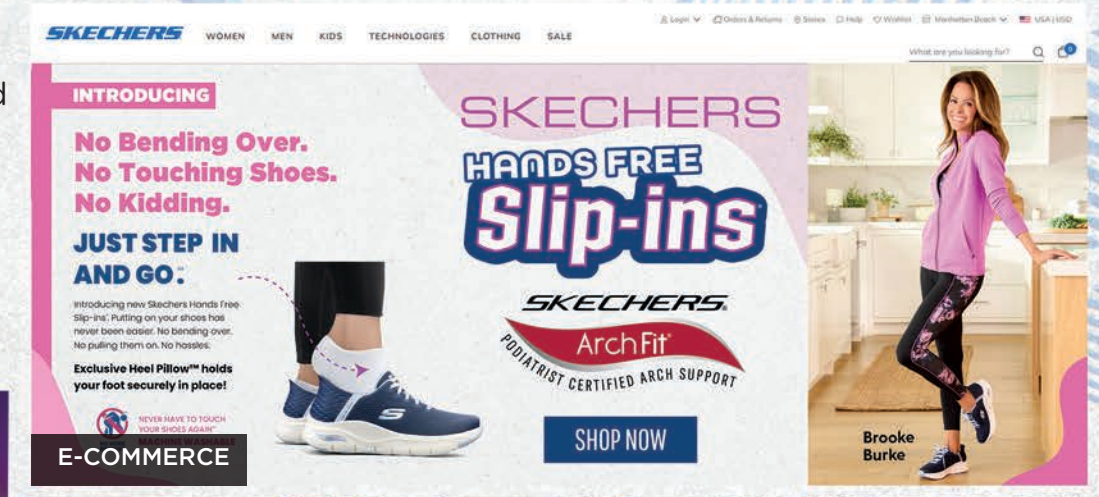 Login
Orders & Returns
Stores
Help
Wishlist
Manhattan Beach
USA | USD
SKECHERS
WOMEN
MEN
KIDS
TECHNOLOGIES
CLOTHING
SALE
What are you looking for?
0
INTRODUCING
No Bending Over.
No Touching Shoes.
No Kidding.
JUST STEP IN
AND GO
Introducing new Skechers Hands Free
Slip-ins. Putting on your shoes has
never been easier. No bending over.
No pulling them on. No hassles.
Exclusive Heel Pillow™ holds
your foot securely in place!
NEVER HAVE TO TOUCH
YOUR SHOES AGAIN™
MACHINE WASHABLE
E-COMMERCE
SKECHERS
HANDS FREE
Slip-ins
SKECHERS
Arch Fit®
PODIATRIST CERTIFIED ARCH SUPPORT
SHOP NOW
Brooke
Burke